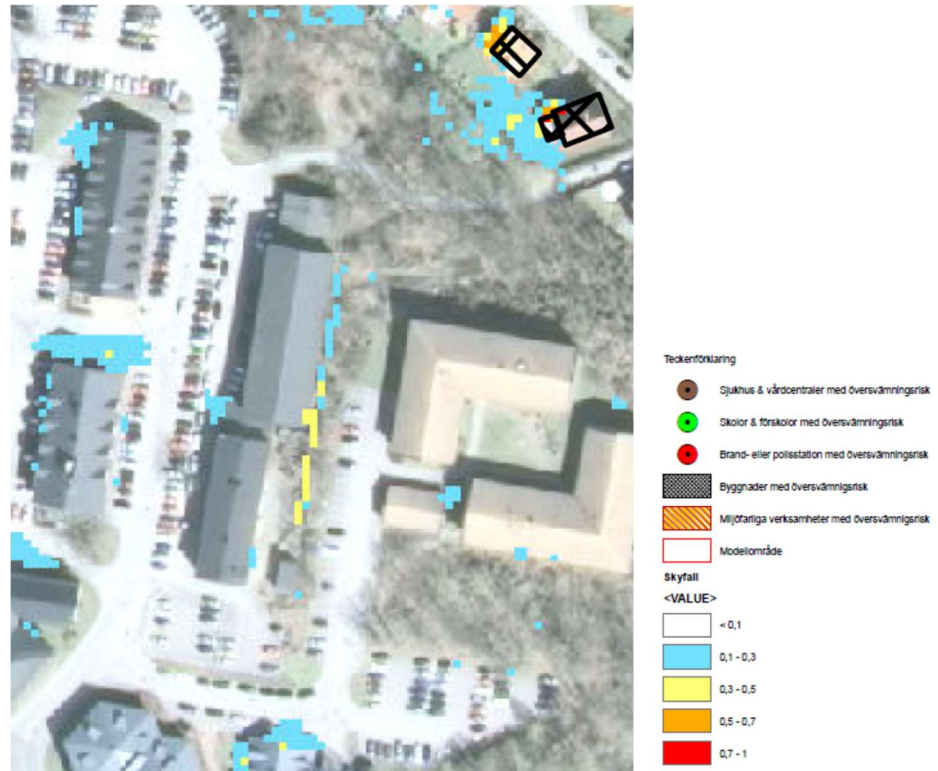 Teckenförklaring
Sjukhus & vårdcentraler med översvämningsrisk
Skolor & förskolor med översvämningsrisk
Brand- eller polisstation med översvämningsrisk
Byggnader med översvämnigsrisk
Miljöfarliga verksamheter med översvämningsrisk
Modellområde
Skyfall
<VALUE>
< 0,1
0,1 - 0,3
0,3 - 0,5
0,5 - 0,7
0,7 - 1